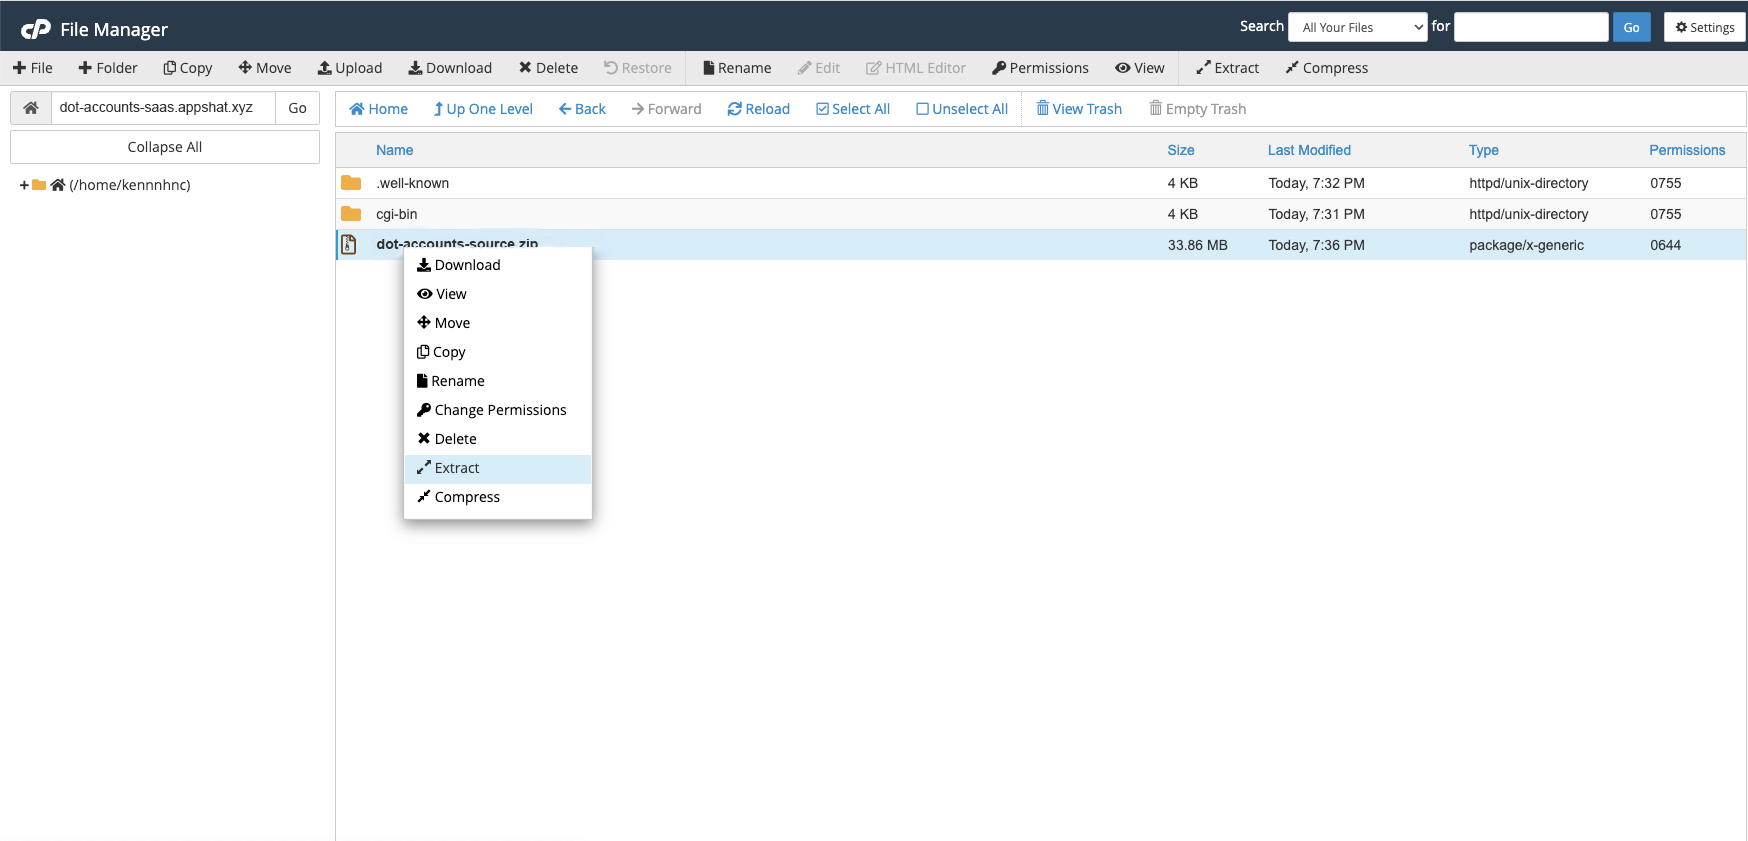 cP File Manager
Search All Your Files for Go Settings
File Folder Copy Move Upload Download Delete Restore Rename Edit HTML Editor Permissions View Extract Compress
dot-accounts-saas.appshat.xyz Go
Home Up One Level Back Forward Reload Select All Unselect All View Trash Empty Trash
Collapse All
(/home/kennnhnc)
Name Size Last Modified Type Permissions
.well-known 4 KB Today, 7:32 PM httpd/unix-directory 0755
cgi-bin 4 KB Today, 7:31 PM httpd/unix-directory 0755
dot-accounts-source.zip 33.86 MB Today, 7:36 PM package/x-generic 0644
Download
View
Move
Copy
Rename
Change Permissions
Delete
Extract
Compress